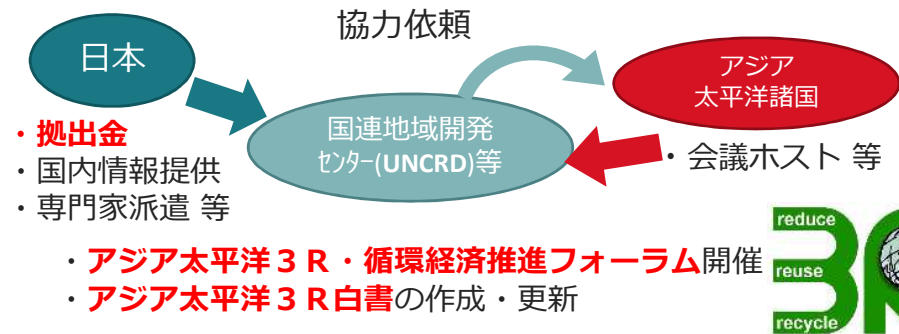 協力依頼
日本
アジア
太平洋諸国
国連地域開発
ｾﾝﾀｰ(UNCRD)等
・拠出金
・国内情報提供
・専門家派遣 等
・会議ホスト 等
・アジア太平洋３Ｒ・循環経済推進フォーラム開催
・アジア太平洋３Ｒ白書の作成・更新
reduce
reuse
recycle
3R